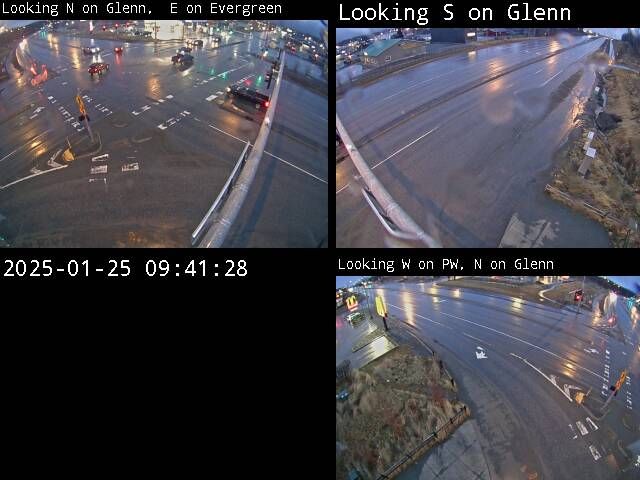 Looking N on Glenn,  E on Evergreen
Looking S on Glenn
2025-01-25 09:41:28
Looking W on PW, N on Glenn